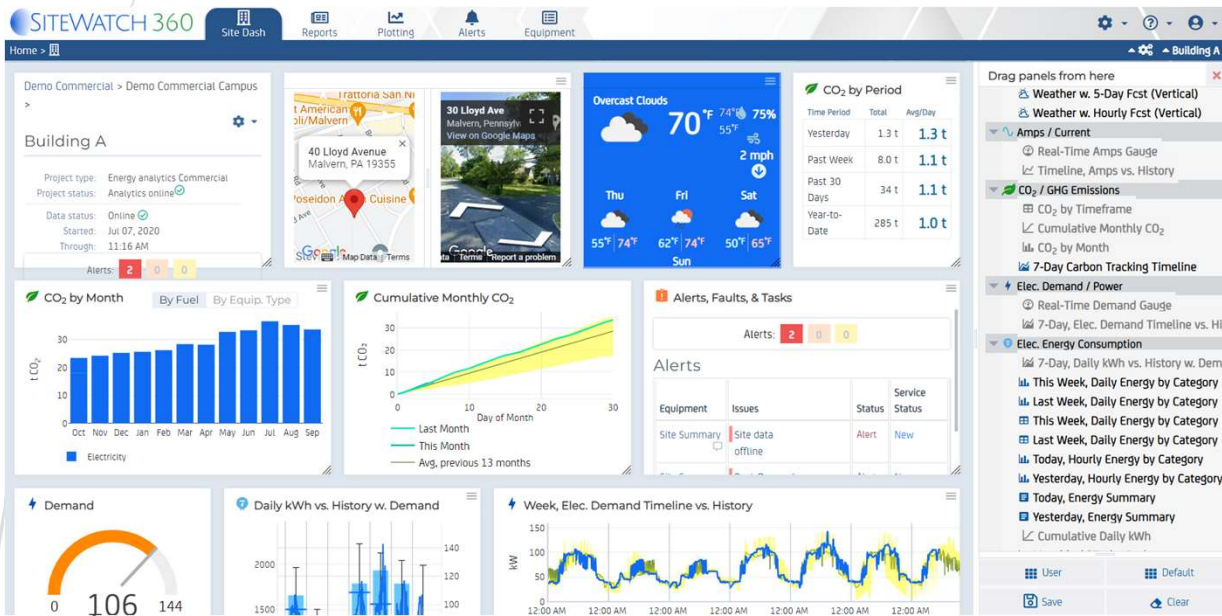 SITEWATCH 360
Site Dash
Reports
Plotting
Alerts
Equipment
Home >
Building A
Demo Commercial > Demo Commercial Campus
>
Building A
Project type: Energy analytics Commercial
Project status: Analytics online
Data status: Online
Started: Jul 07, 2020
Through: 11:16 AM
Alerts: 2 0 0
Trattoria San Ni
t American
oli/Malvern
40 Lloyd Avenue
Malvern, PA 19355
Poseidon A
Cuisine
Google
Map Data Terms
30 Lloyd Ave
Malvern, Pennsylv
View on Google Maps
Google
ta Terms Report a problem
Overcast Clouds
70 °F 74°F 75%
55°F
2 mph
Thu Fri Sat
55°F 74°F 62°F 74°F 50°F 65°F
Sun
CO₂ by Period
Time Period Total Avg/Day
Yesterday 1.3 t 1.3 t
Past Week 8.0 t 1.1 t
Past 30 Days 34 t 1.1 t
Year-to-Date 285 t 1.0 t
CO₂ by Month
By Fuel By Equip. Type
t CO₂
30
20
10
0
Oct Nov Dec Jan Feb Mar Apr May Jun Jul Aug Sep
Electricity
Cumulative Monthly CO₂
t CO₂
30
20
10
0
0 10 20 30
Day of Month
Last Month
This Month
Avg, previous 13 months
Alerts, Faults, & Tasks
Alerts: 2 0 0
Alerts
Equipment Issues Status Service Status
Site Summary Site data offline Alert New
Demand
0 106 144
Daily kWh vs. History w. Demand
2000
1500
140
120
100
Week, Elec. Demand Timeline vs. History
kW
150
100
50
0
12:00 AM 12:00 AM 12:00 AM 12:00 AM 12:00 AM 12:00 AM 12:00 AM
Drag panels from here
Weather w. 5-Day Fcst (Vertical)
Weather w. Hourly Fcst (Vertical)
Amps / Current
Real-Time Amps Gauge
Timeline, Amps vs. History
CO₂ / GHG Emissions
CO₂ by Timeframe
Cumulative Monthly CO₂
CO₂ by Month
7-Day Carbon Tracking Timeline
Elec. Demand / Power
Real-Time Demand Gauge
7-Day, Elec. Demand Timeline vs. Hi
Elec. Energy Consumption
7-Day, Daily kWh vs. History w. Dem
This Week, Daily Energy by Category
Last Week, Daily Energy by Category
This Week, Daily Energy by Category
Last Week, Daily Energy by Category
Today, Hourly Energy by Category
Yesterday, Hourly Energy by Category
Today, Energy Summary
Yesterday, Energy Summary
Cumulative Daily kWh
User
Default
Save
Clear